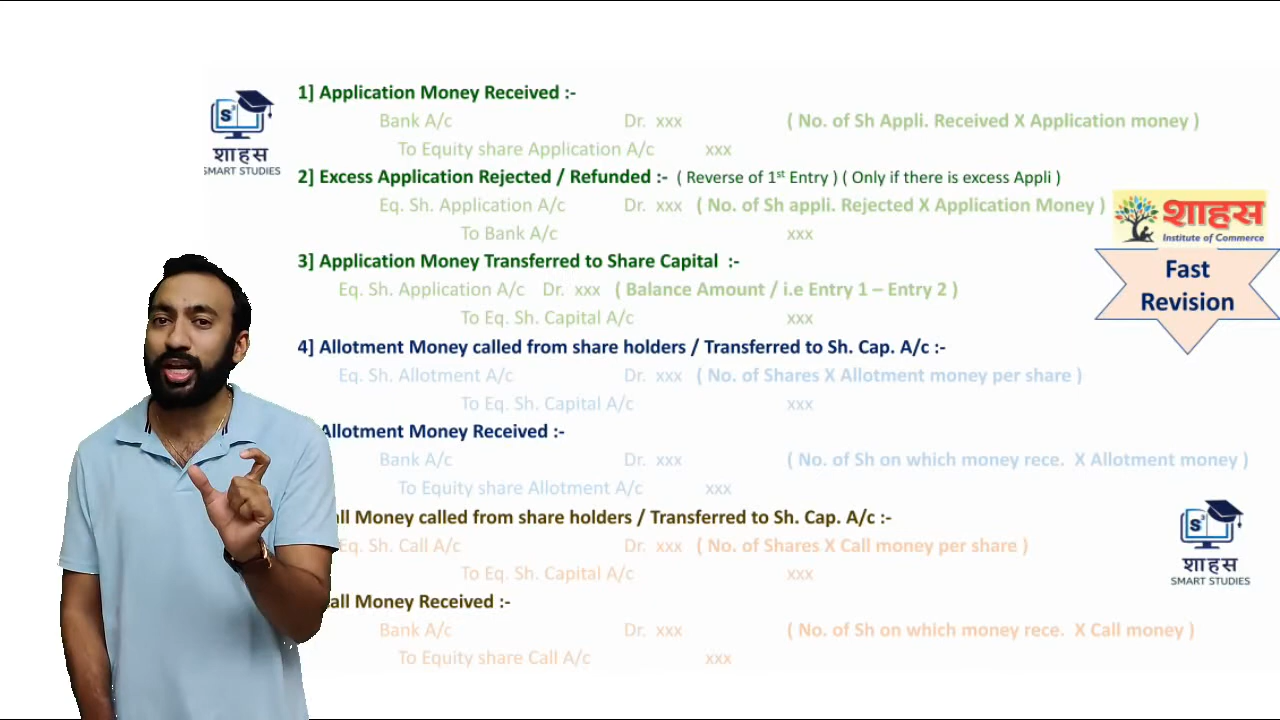 1] Application Money Received :-
Bank A/c Dr. xxx ( No. of Sh Appli. Received X Application money )
To Equity share Application A/c xxx
शाहस
SMART STUDIES
2] Excess Application Rejected / Refunded :- ( Reverse of 1st Entry ) ( Only if there is excess Appli )
Eq. Sh. Application A/c Dr. xxx ( No. of Sh appli. Rejected X Application Money )
To Bank A/c xxx
शाहस
Institute of Commerce
3] Application Money Transferred to Share Capital :-
Eq. Sh. Application A/c Dr. xxx ( Balance Amount / i.e Entry 1 – Entry 2 )
To Eq. Sh. Capital A/c xxx
Fast
Revision
4] Allotment Money called from share holders / Transferred to Sh. Cap. A/c :-
Eq. Sh. Allotment A/c Dr. xxx ( No. of Shares X Allotment money per share )
To Eq. Sh. Capital A/c xxx
Allotment Money Received :-
Bank A/c Dr. xxx ( No. of Sh on which money rece. X Allotment money )
To Equity share Allotment A/c xxx
all Money called from share holders / Transferred to Sh. Cap. A/c :-
Eq. Sh. Call A/c Dr. xxx ( No. of Shares X Call money per share )
To Eq. Sh. Capital A/c xxx
S³
शाहस
SMART STUDIES
all Money Received :-
Bank A/c Dr. xxx ( No. of Sh on which money rece. X Call money )
To Equity share Call A/c xxx